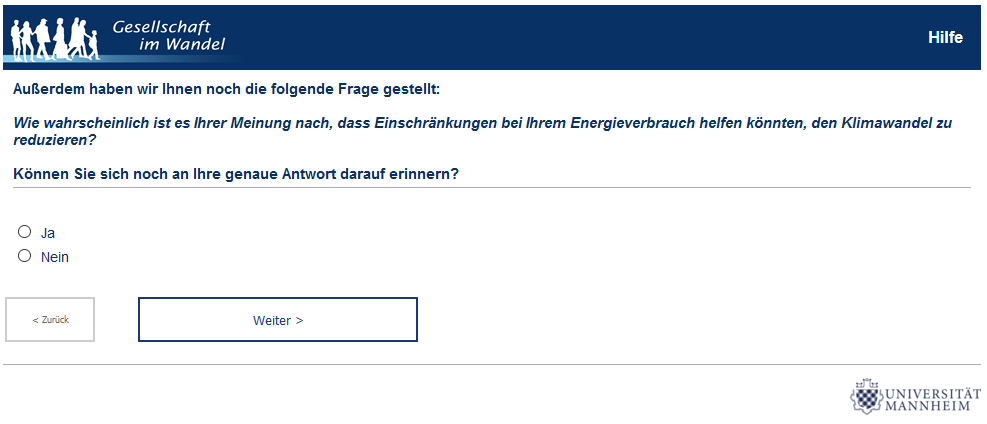 Gesellschaft
im Wandel
Hilfe
Außerdem haben wir Ihnen noch die folgende Frage gestellt:
Wie wahrscheinlich ist es Ihrer Meinung nach, dass Einschränkungen bei Ihrem Energieverbrauch helfen könnten, den Klimawandel zu
reduzieren?
Können Sie sich noch an Ihre genaue Antwort darauf erinnern?
Ja
Nein
< Zurück
Weiter >
UNIVERSITÄT
MANNHEIM